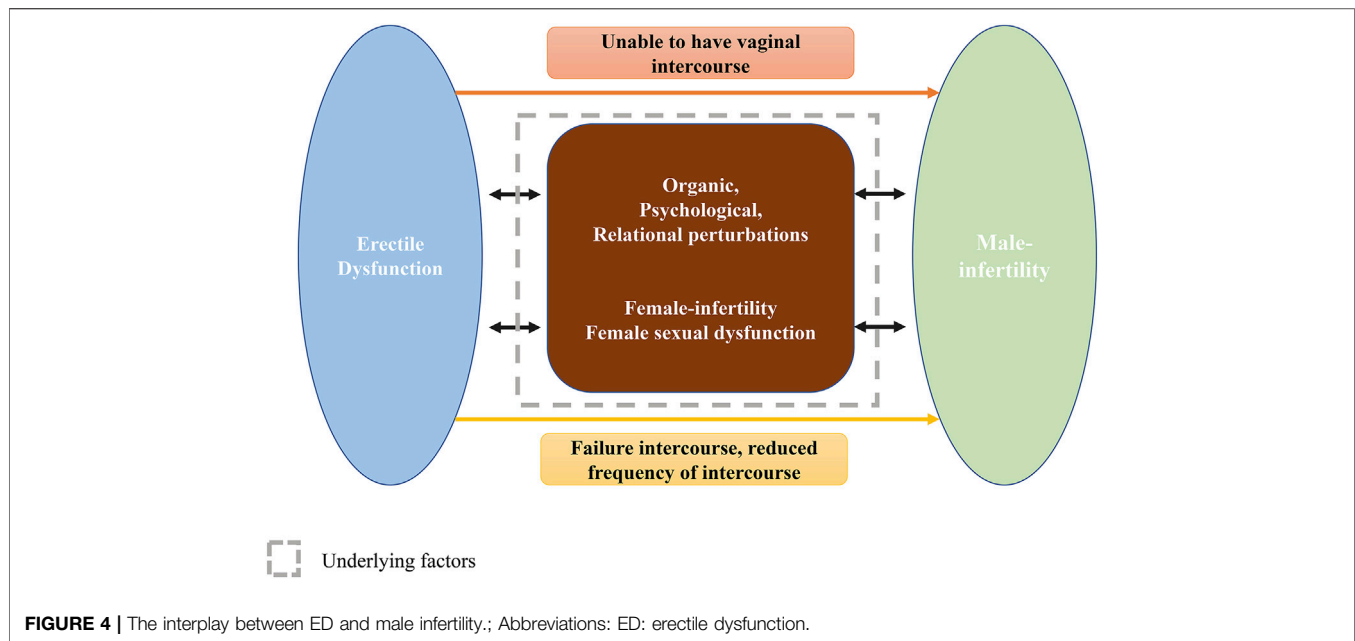 Unable to have vaginal
intercourse
Organic,
Psychological,
Relational perturbations
Erectile
Dysfunction
Male-
infertility
Female-infertility
Female sexual dysfunction
Failure intercourse, reduced
frequency of intercourse
Underlying factors
FIGURE 4 | The interplay between ED and male infertility.; Abbreviations: ED: erectile dysfunction.